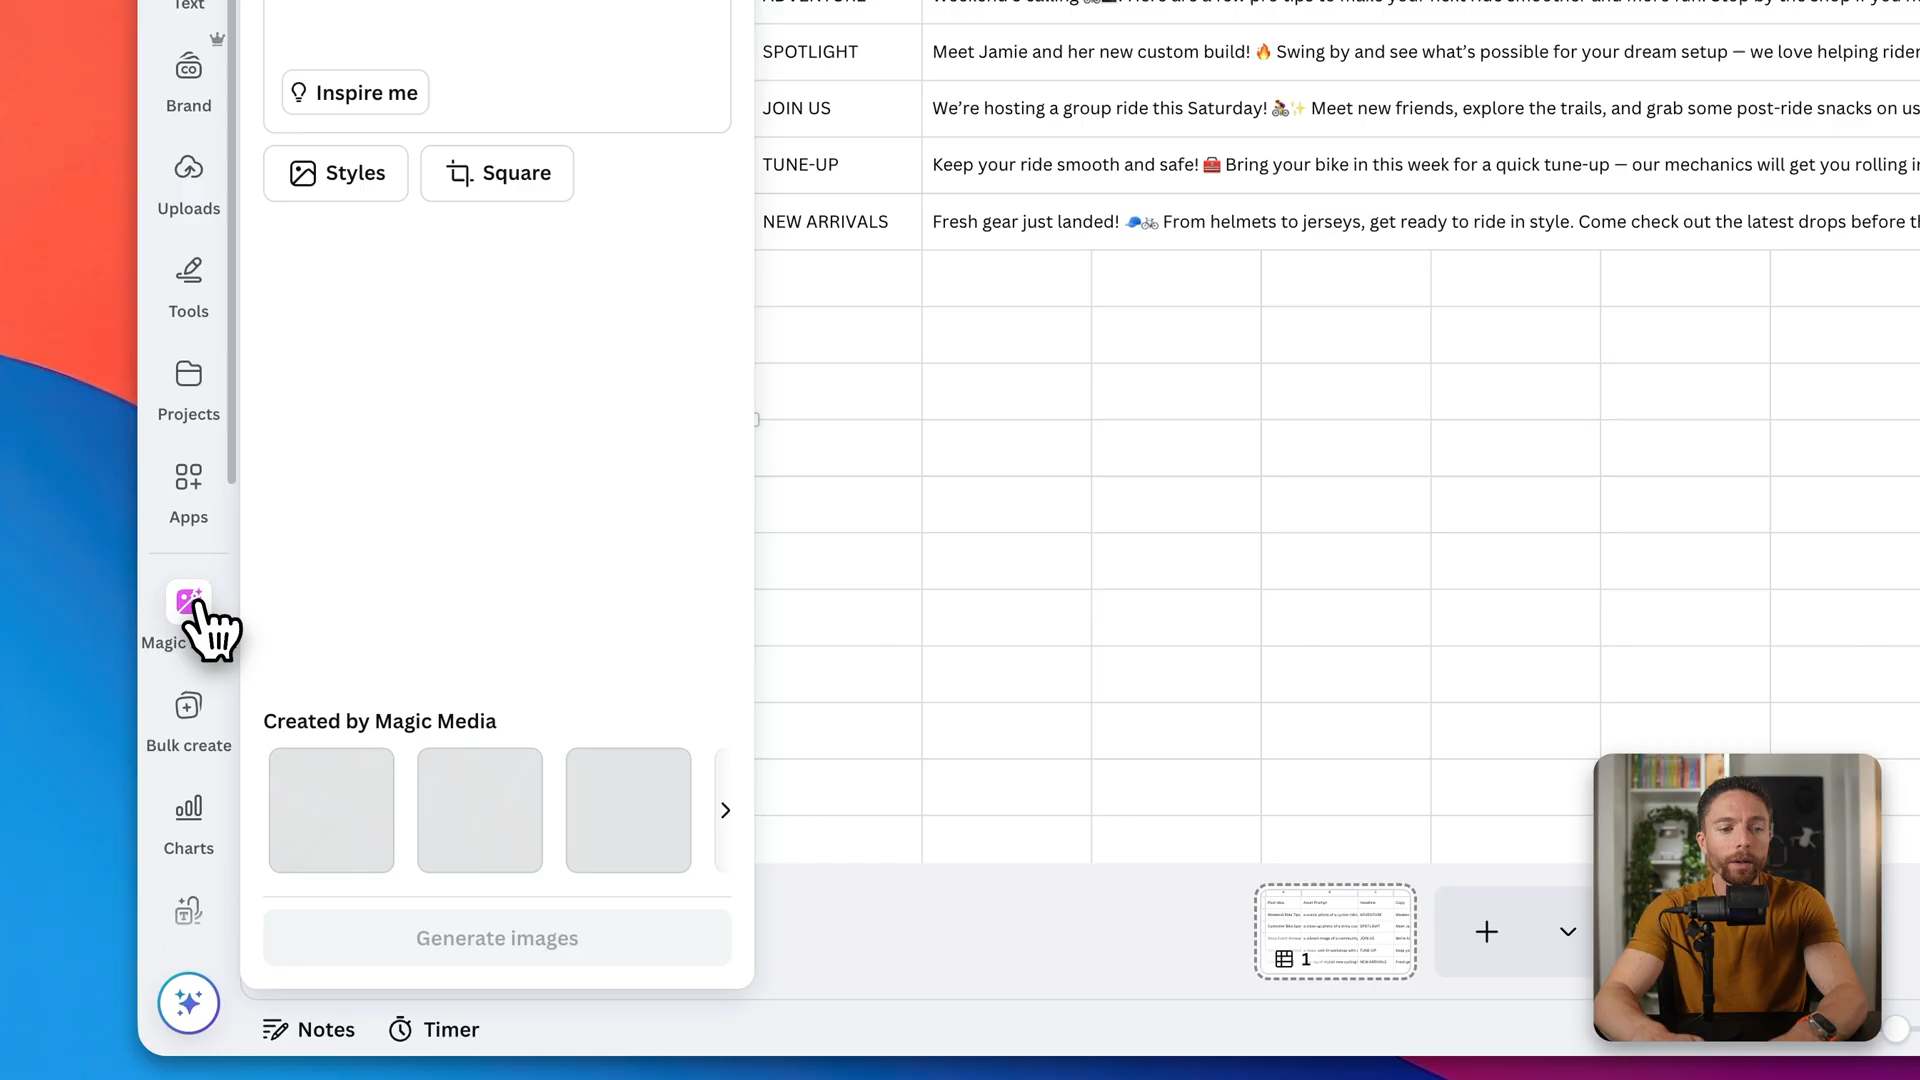 Text
Brand
Uploads
Tools
Projects
Apps
Magic
Bulk create
Charts
Inspire me
Styles
Square
Created by Magic Media
Generate images
Notes
Timer
ADVENTURE
SPOTLIGHT Meet Jamie and her new custom build! 🔥 Swing by and see what’s possible for your dream setup — we love helping rider
JOIN US We’re hosting a group ride this Saturday! 🚴✨ Meet new friends, explore the trails, and grab some post-ride snacks on us
TUNE-UP Keep your ride smooth and safe! 🧰 Bring your bike in this week for a quick tune-up — our mechanics will get you rolling i
NEW ARRIVALS Fresh gear just landed! 🧢🚲 From helmets to jerseys, get ready to ride in style. Come check out the latest drops before th
1